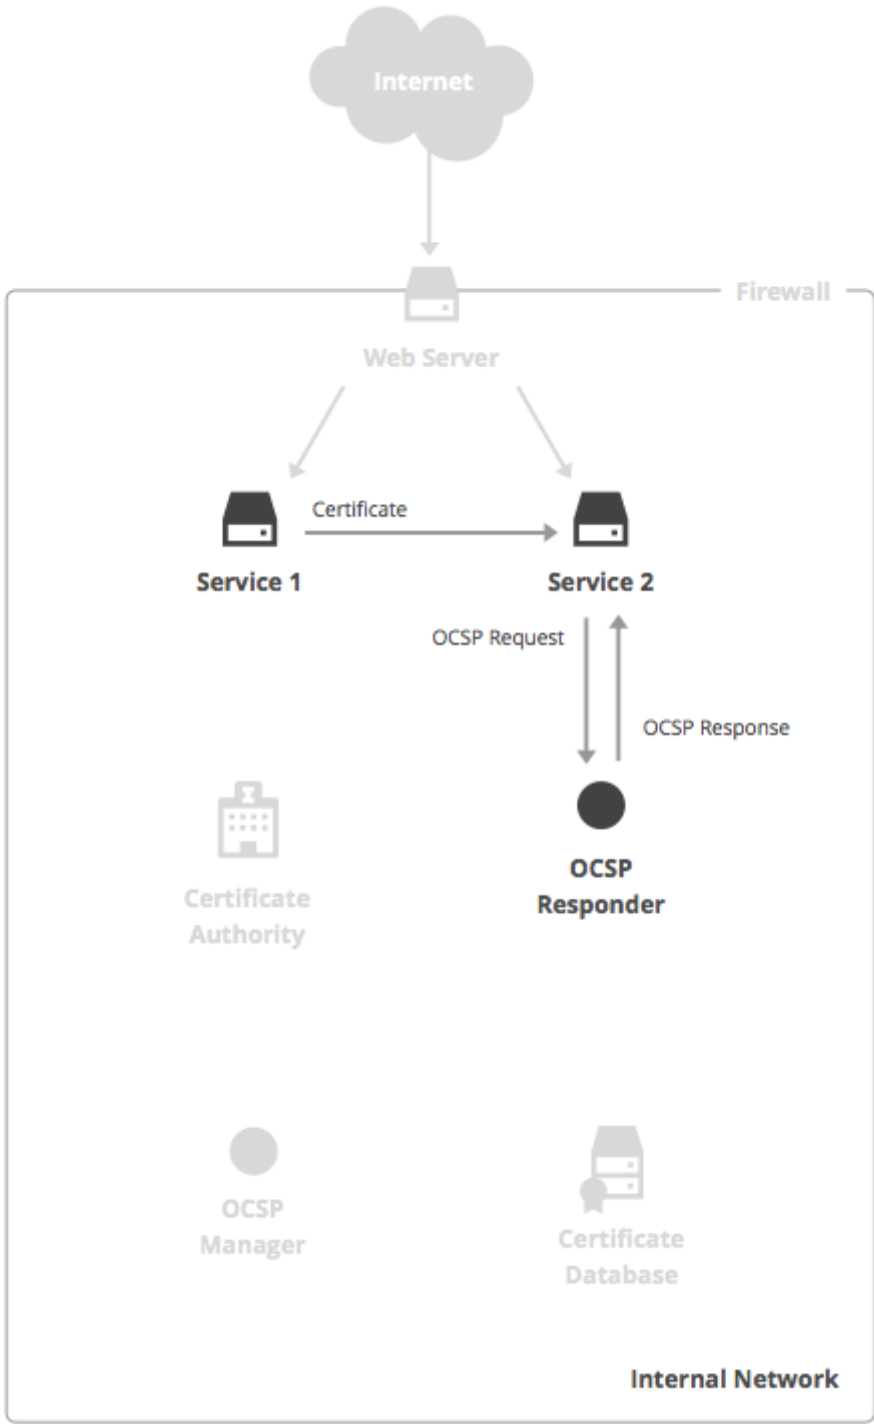 Internet
Firewall
Web Server
Certificate
Service 1
Service 2
OCSP Request
OCSP Response
OCSP
Responder
Certificate
Authority
OCSP
Manager
Certificate
Database
Internal Network